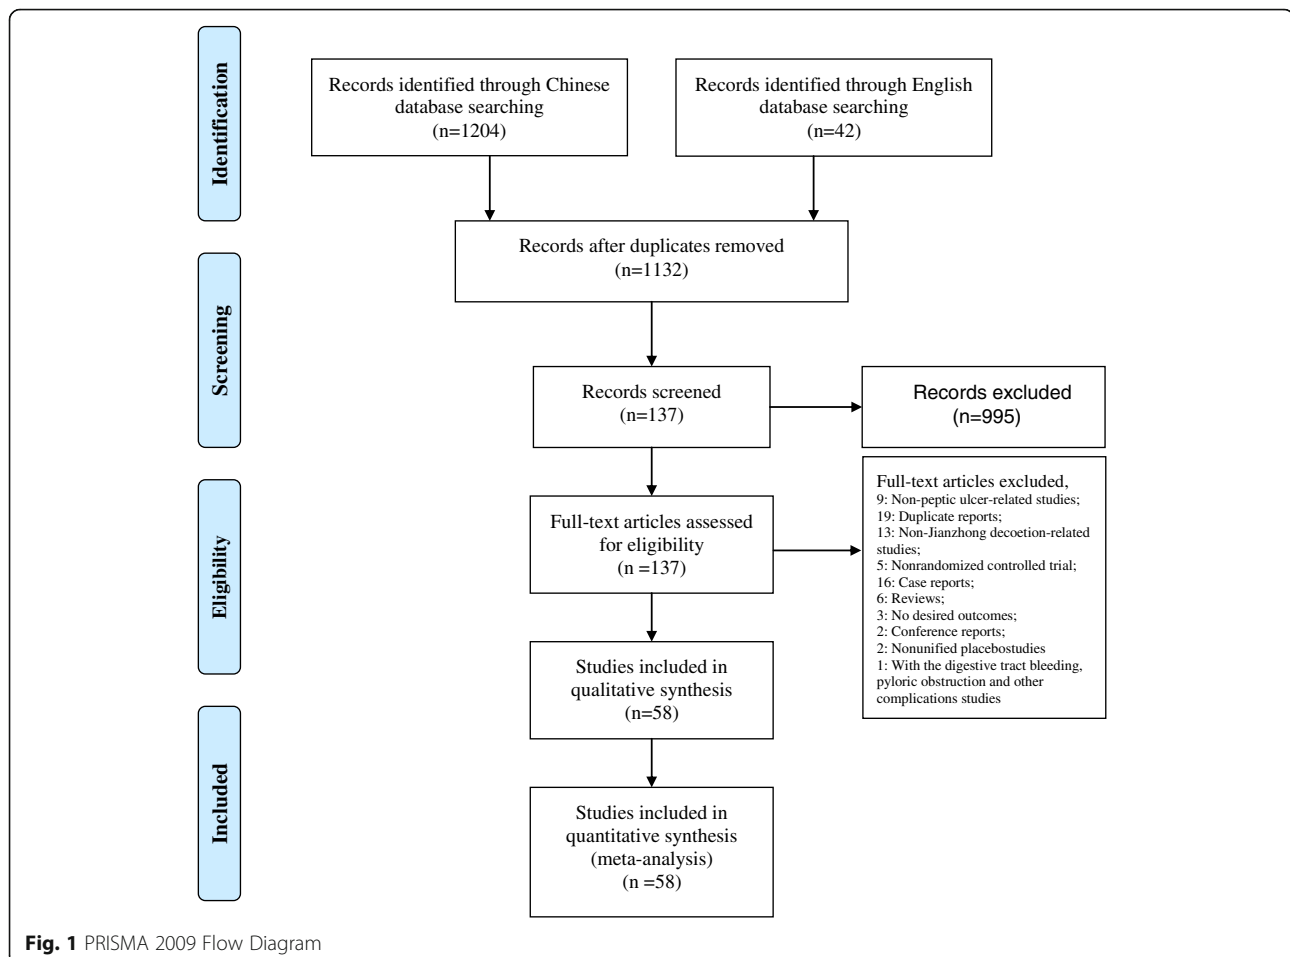 Identification
Records identified through Chinese
database searching
(n=1204)
Records identified through English
database searching
(n=42)
Records after duplicates removed
(n=1132)
Screening
Records screened
(n=137)
Records excluded
(n=995)
Eligibility
Full-text articles assessed
for eligibility
(n =137)
Full-text articles excluded,
9: Non-peptic ulcer-related studies;
19: Duplicate reports;
13: Non-Jianzhong decoetion-related
studies;
5: Nonrandomized controlled trial;
16: Case reports;
6: Reviews;
3: No desired outcomes;
2: Conference reports;
2: Nonunified placebostudies
1: With the digestive tract bleeding,
pyloric obstruction and other
complications studies
Studies included in
qualitative synthesis
(n=58)
Included
Studies included in
quantitative synthesis
(meta-analysis)
(n =58)
Fig. 1 PRISMA 2009 Flow Diagram